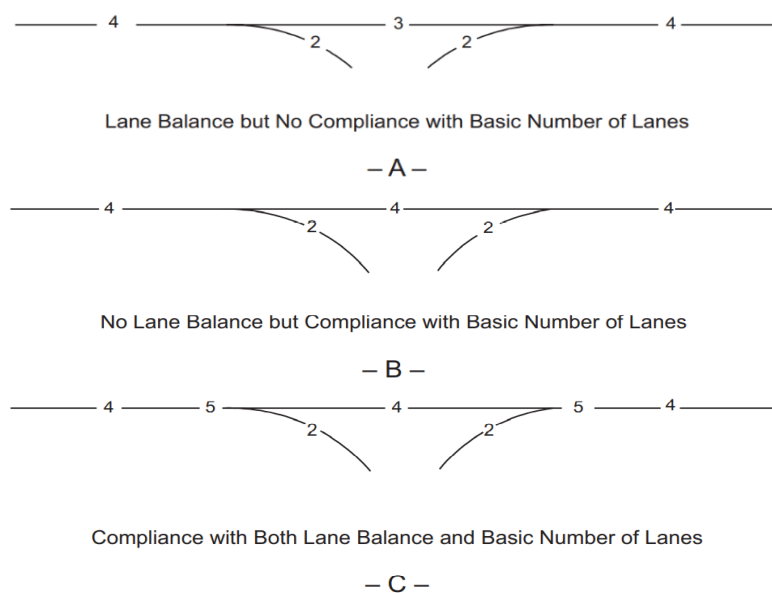 4 3 4
2 2
Lane Balance but No Compliance with Basic Number of Lanes
– A –
4 4 4
2 2
No Lane Balance but Compliance with Basic Number of Lanes
– B –
4 5 4 5 4
2 2
Compliance with Both Lane Balance and Basic Number of Lanes
– C –